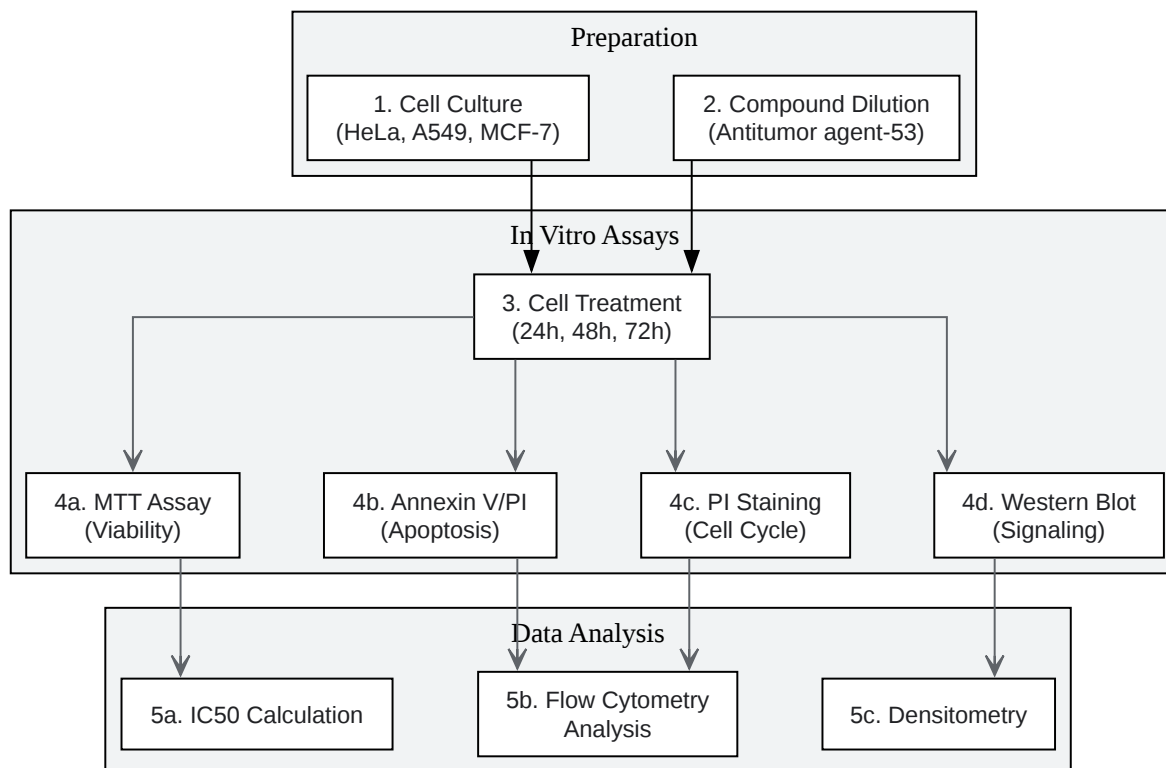 Preparation
1. Cell Culture
(HeLa, A549, MCF-7)
2. Compound Dilution
(Antitumor agent-53)
In Vitro Assays
3. Cell Treatment
(24h, 48h, 72h)
4a. MTT Assay
(Viability)
4b. Annexin V/PI
(Apoptosis)
4c. PI Staining
(Cell Cycle)
4d. Western Blot
(Signaling)
Data Analysis
5a. IC50 Calculation
5b. Flow Cytometry
Analysis
5c. Densitometry